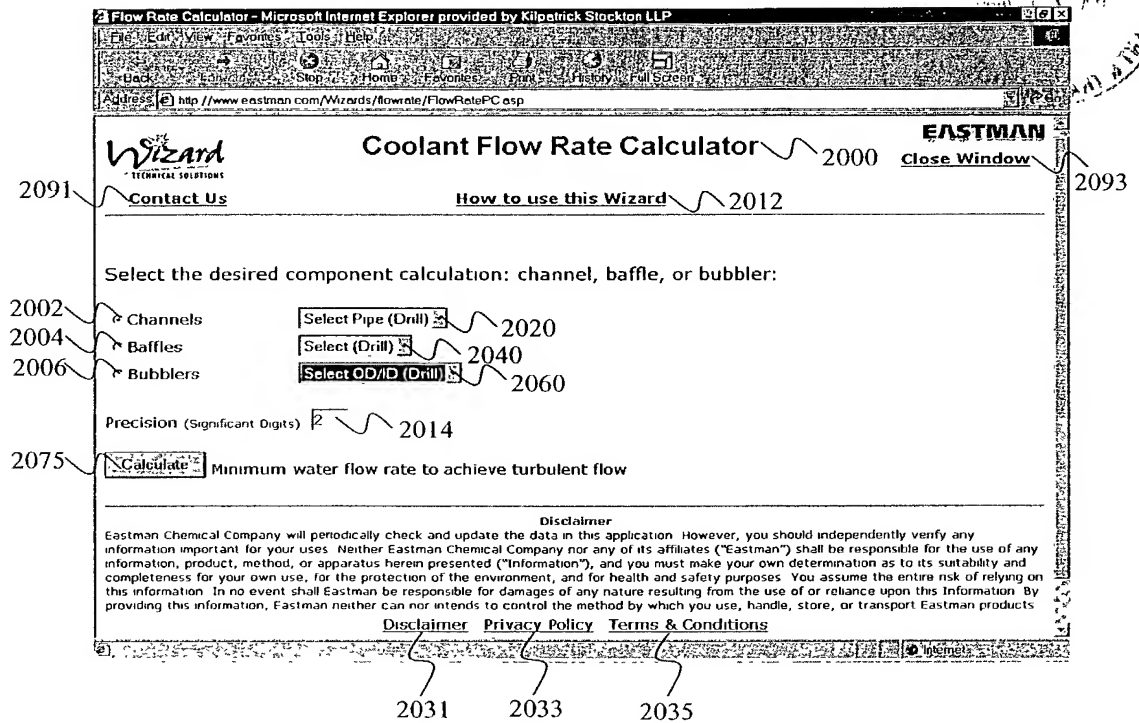 Flow Rate Calculator - Microsoft Internet Explorer provided by Kilpatrick Stockton LLP
File Edit View Favorites Tools Help
Back Stop Home Favorites Print History Full Screen
Address http //www eastman com/Wizards/flowrate/FlowRatePC asp
Wizard
TECHNICAL SOLUTIONS
Coolant Flow Rate Calculator 2000
EASTMAN
Close Window 2093
2091 Contact Us
How to use this Wizard 2012
Select the desired component calculation: channel, baffle, or bubbler:
2002 Channels Select Pipe (Drill) 2020
2004 Baffles Select (Drill) 2040
2006 Bubblers Select OD/ID (Drill) 2060
Precision (Significant Digits) 2 2014
2075 Calculate Minimum water flow rate to achieve turbulent flow
Disclaimer
Eastman Chemical Company will periodically check and update the data in this application However, you should independently verify any
information important for your uses Neither Eastman Chemical Company nor any of its affiliates ("Eastman") shall be responsible for the use of any
information, product, method, or apparatus herein presented ("Information"), and you must make your own determination as to its suitability and
completeness for your own use, for the protection of the environment, and for health and safety purposes You assume the entire risk of relying on
this information In no event shall Eastman be responsible for damages of any nature resulting from the use of or reliance upon this Information By
providing this information, Eastman neither can nor intends to control the method by which you use, handle, store, or transport Eastman products
Disclaimer Privacy Policy Terms & Conditions
Internet
2031 2033 2035